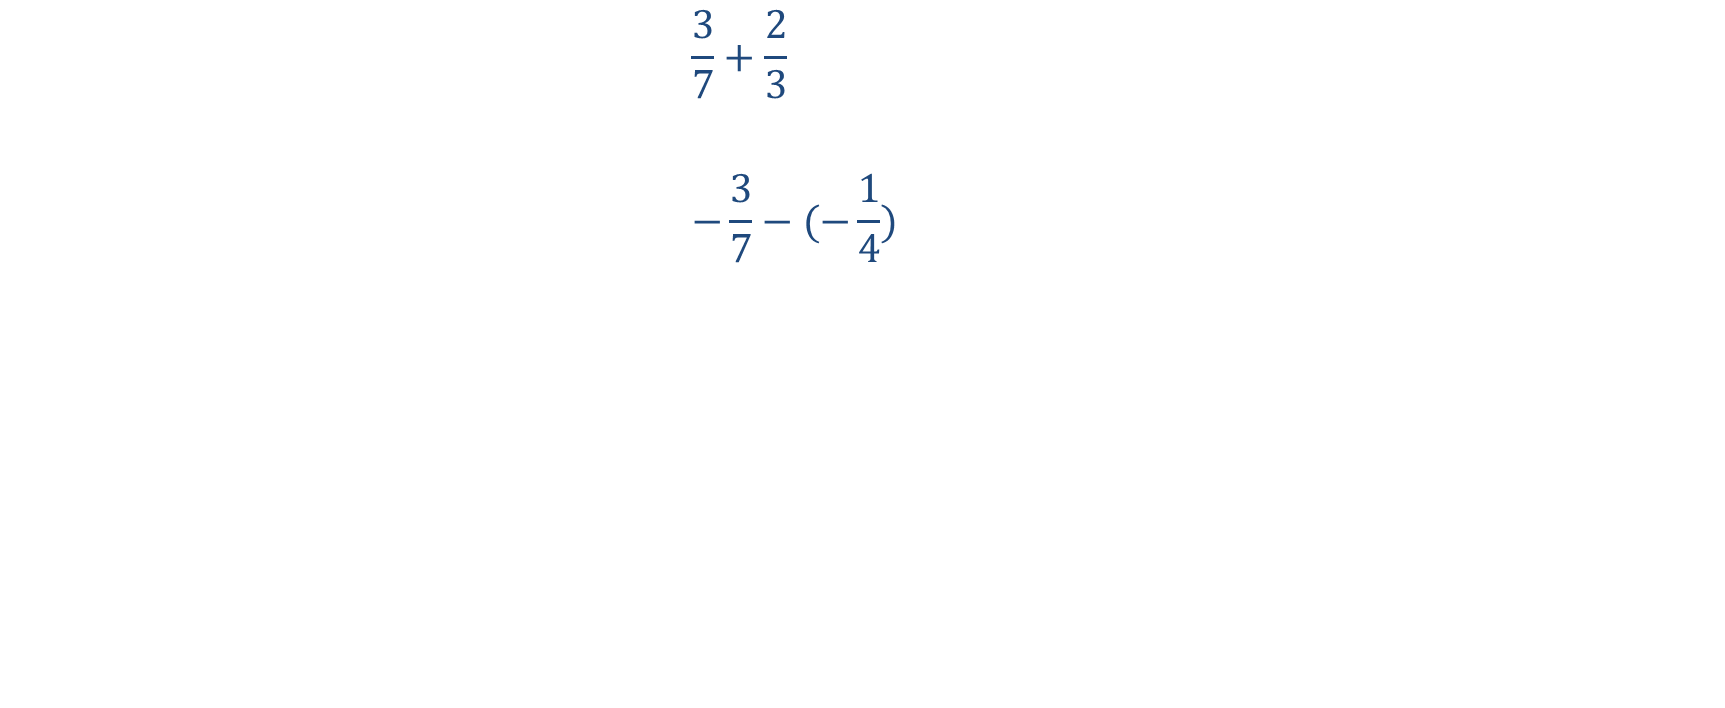 3/7 + 2/3
− 3/7 − (− 1/4)